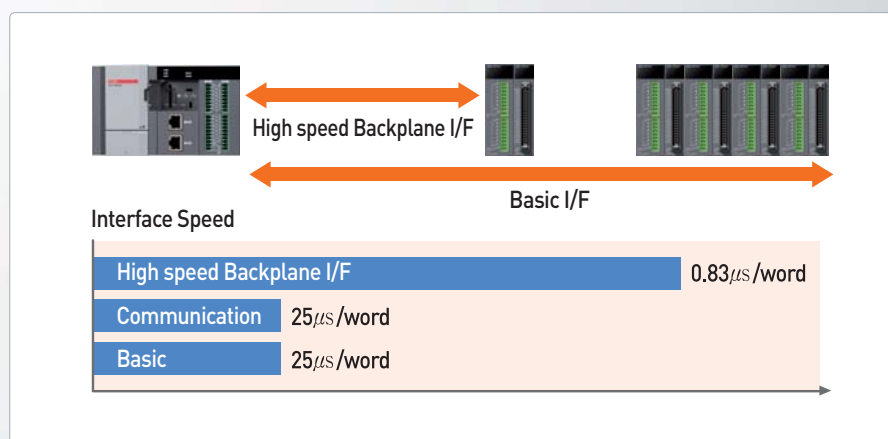 High speed Backplane I/F
Basic I/F
Interface Speed
High speed Backplane I/F 0.83μs/word
Communication 25μs/word
Basic 25μs/word